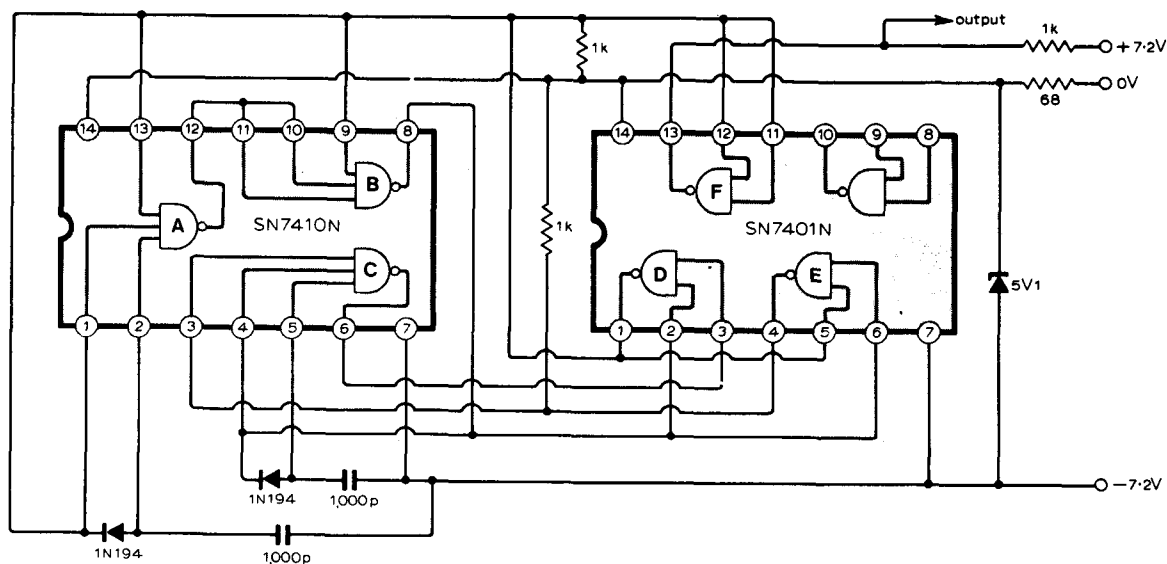 output
1k
+7·2V
1k
0V
68
14 13 12 11 10 9 8
14 13 12 11 10 9 8
B
F
A
SN7410N
1k
SN7401N
C
D
E
5V1
1 2 3 4 5 6 7
1 2 3 4 5 6 7
-7·2V
1N194
1,000p
1N194
1,000p